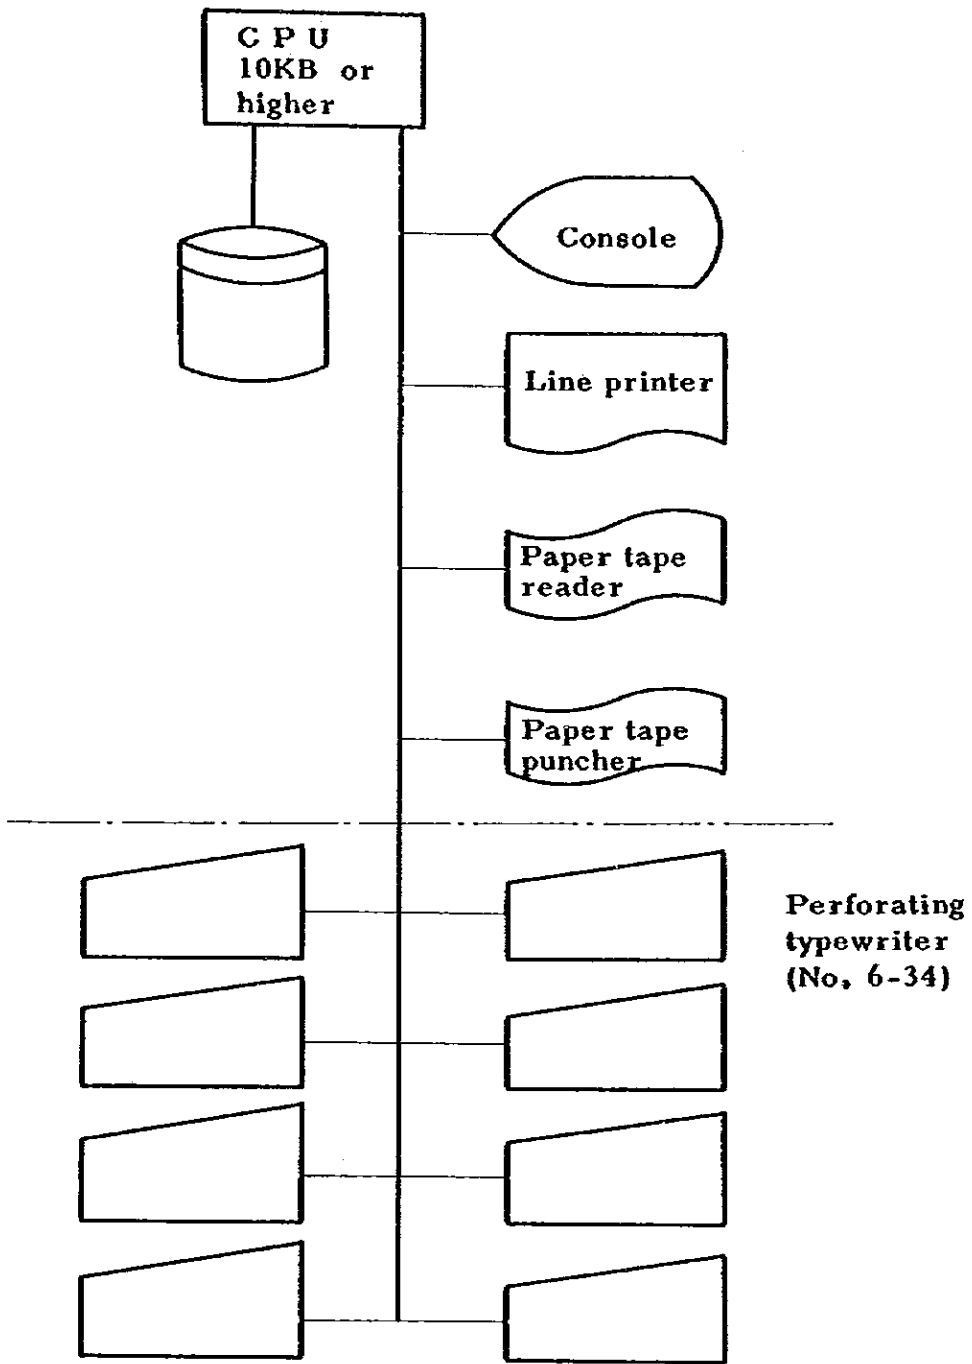 C P U
10KB or
higher
Console
Line printer
Paper tape
reader
Paper tape
puncher
Perforating
typewriter
(No. 6-34)